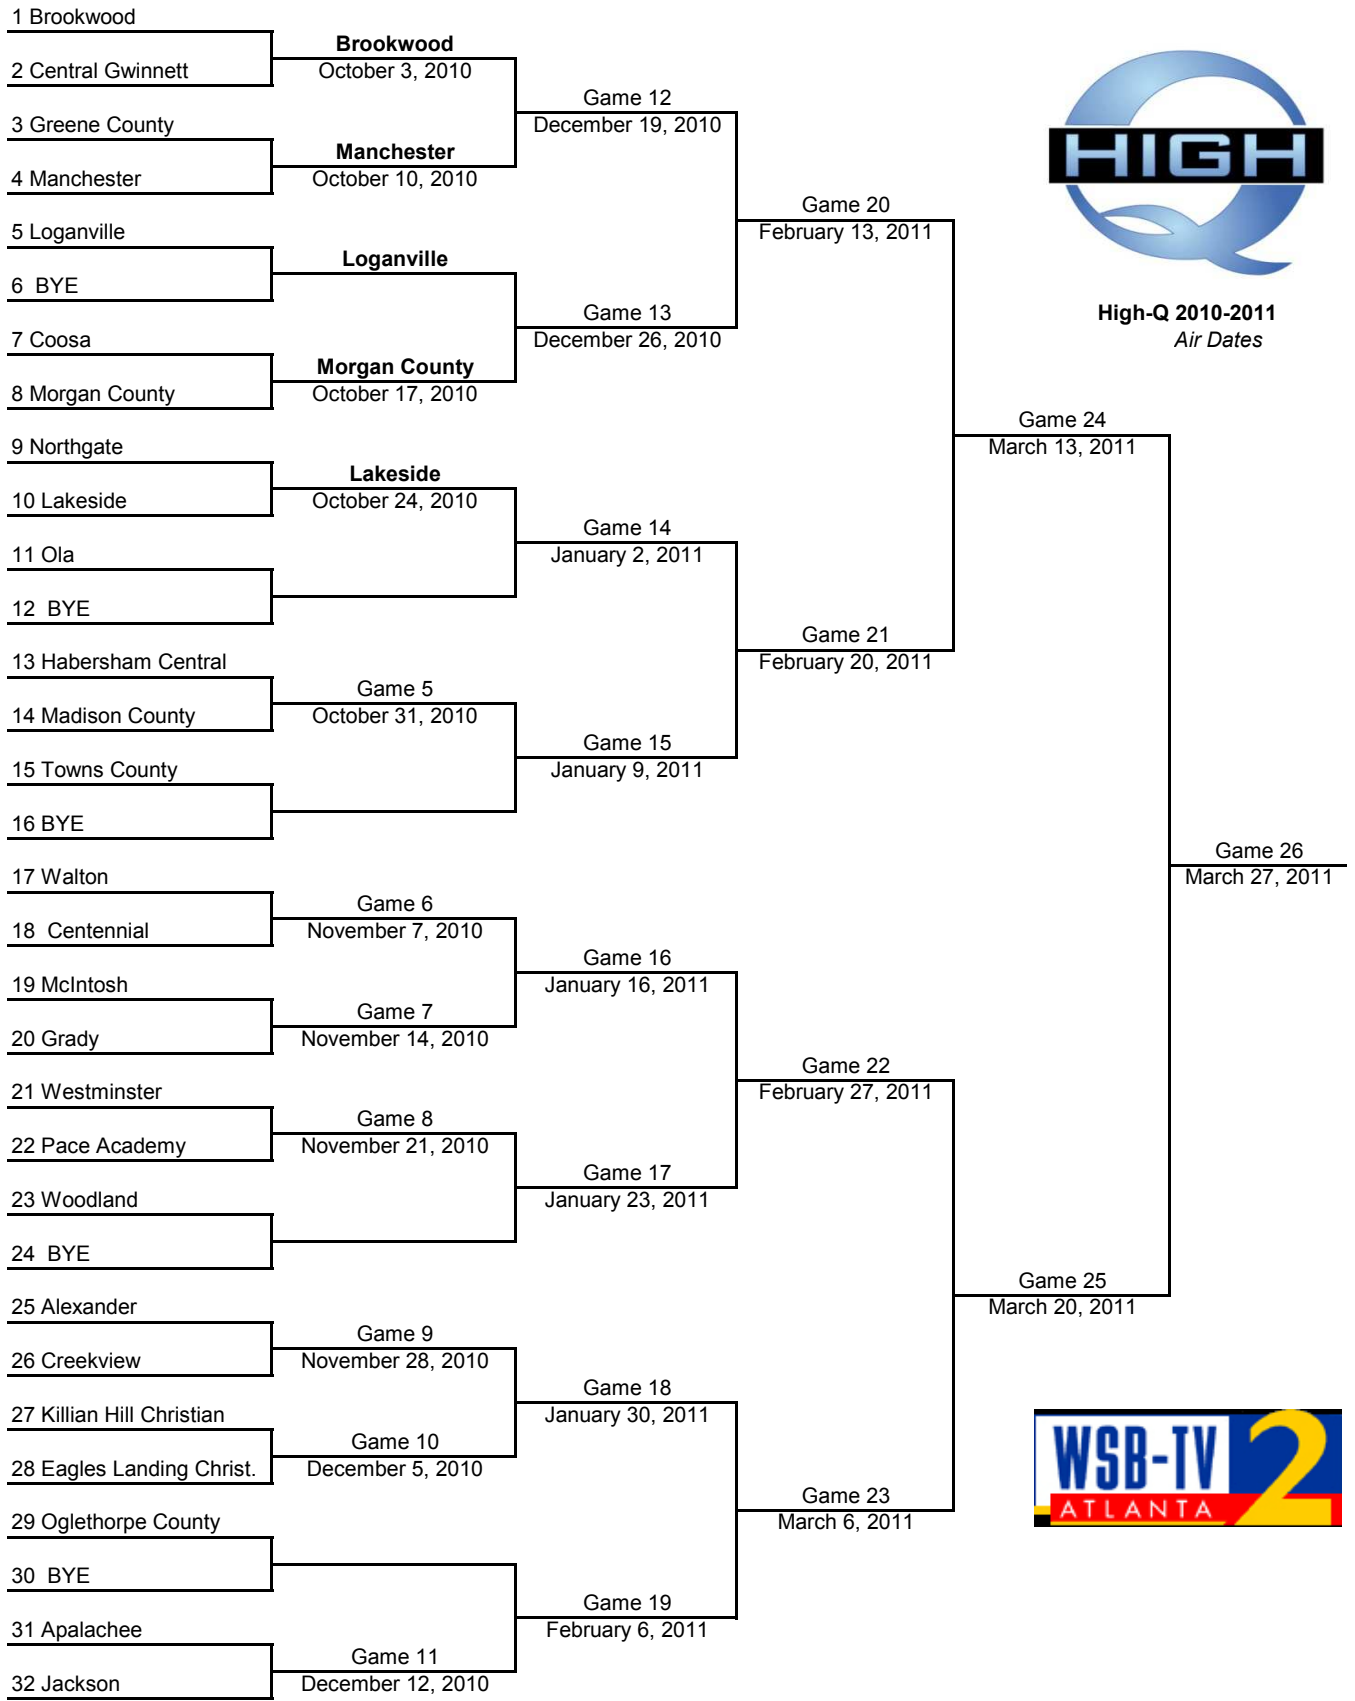 1 Brookwood
Brookwood
2 Central Gwinnett
October 3, 2010
Game 12
3 Greene County
December 19, 2010
Manchester
4 Manchester
October 10, 2010
Game 20
5 Loganville
February 13, 2011
Loganville
6  BYE
Game 13
7 Coosa
December 26, 2010
Morgan County
8 Morgan County
October 17, 2010
HIGH
High-Q 2010-2011
Air Dates
Game 24
9 Northgate
March 13, 2011
Lakeside
10 Lakeside
October 24, 2010
Game 14
11 Ola
January 2, 2011
12  BYE
Game 21
13 Habersham Central
February 20, 2011
Game 5
14 Madison County
October 31, 2010
Game 15
15 Towns County
January 9, 2011
16 BYE
Game 26
17 Walton
March 27, 2011
Game 6
18  Centennial
November 7, 2010
Game 16
19 McIntosh
January 16, 2011
Game 7
20 Grady
November 14, 2010
Game 22
21 Westminster
February 27, 2011
Game 8
22 Pace Academy
November 21, 2010
Game 17
23 Woodland
January 23, 2011
24  BYE
Game 25
25 Alexander
March 20, 2011
Game 9
26 Creekview
November 28, 2010
Game 18
27 Killian Hill Christian
January 30, 2011
Game 10
28 Eagles Landing Christ.
December 5, 2010
Game 23
29 Oglethorpe County
March 6, 2011
30  BYE
Game 19
31 Apalachee
February 6, 2011
Game 11
32 Jackson
December 12, 2010
WSB-TV 2
ATLANTA